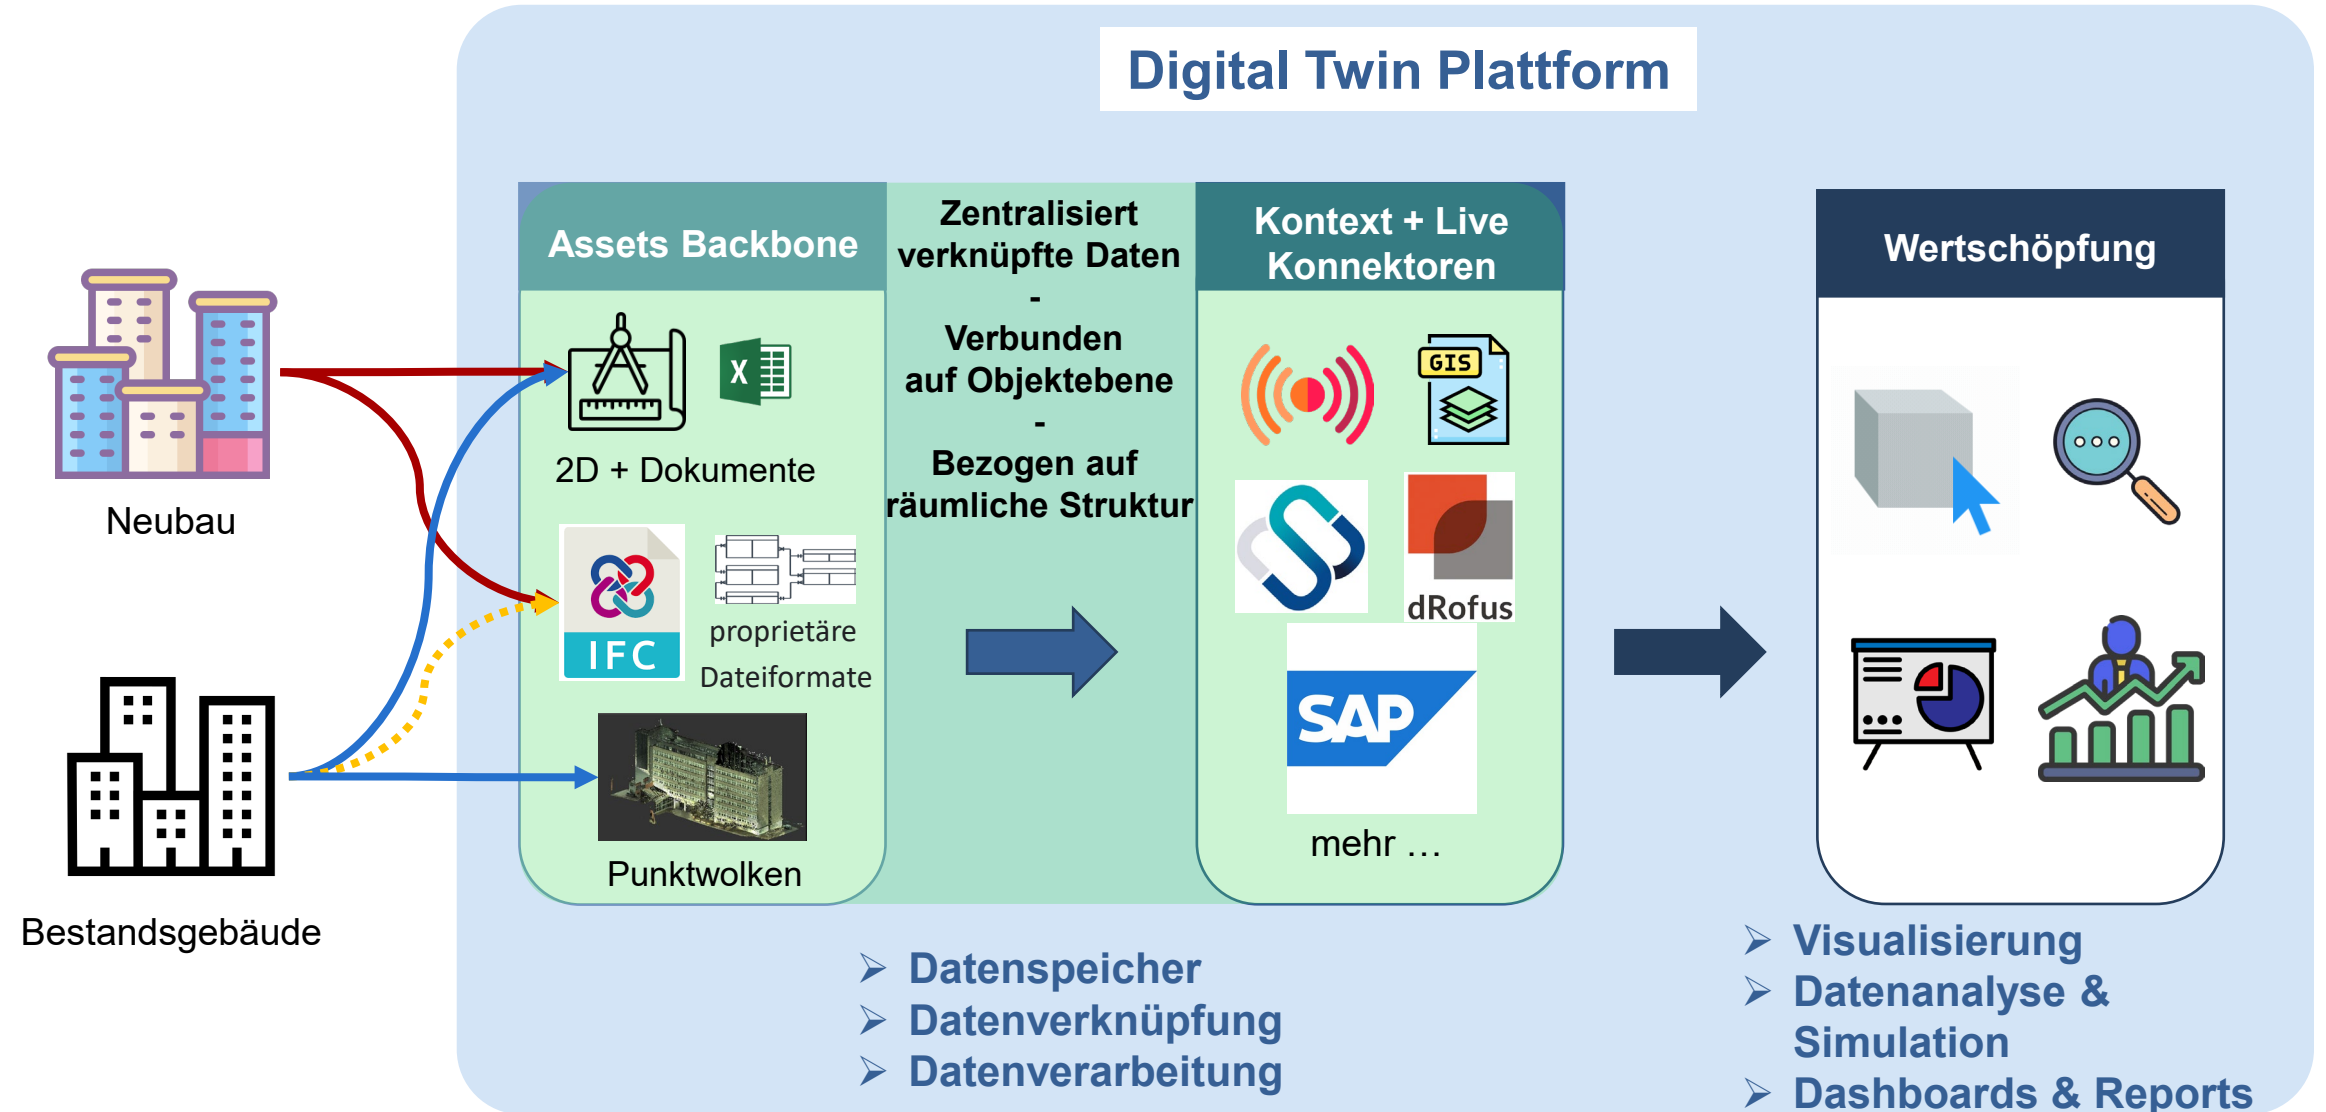 Digital Twin Plattform
Neubau
Bestandsgebäude
Assets Backbone
X
2D + Dokumente
IFC
proprietäre
Dateiformate
Punktwolken
Zentralisiert
verknüpfte Daten
-
Verbunden
auf Objektebene
-
Bezogen auf
räumliche Struktur
Kontext + Live
Konnektoren
GIS
dRofus
SAP
mehr …
Wertschöpfung
➢ Datenspeicher
➢ Datenverknüpfung
➢ Datenverarbeitung
➢ Visualisierung
➢ Datenanalyse &
Simulation
➢ Dashboards & Reports